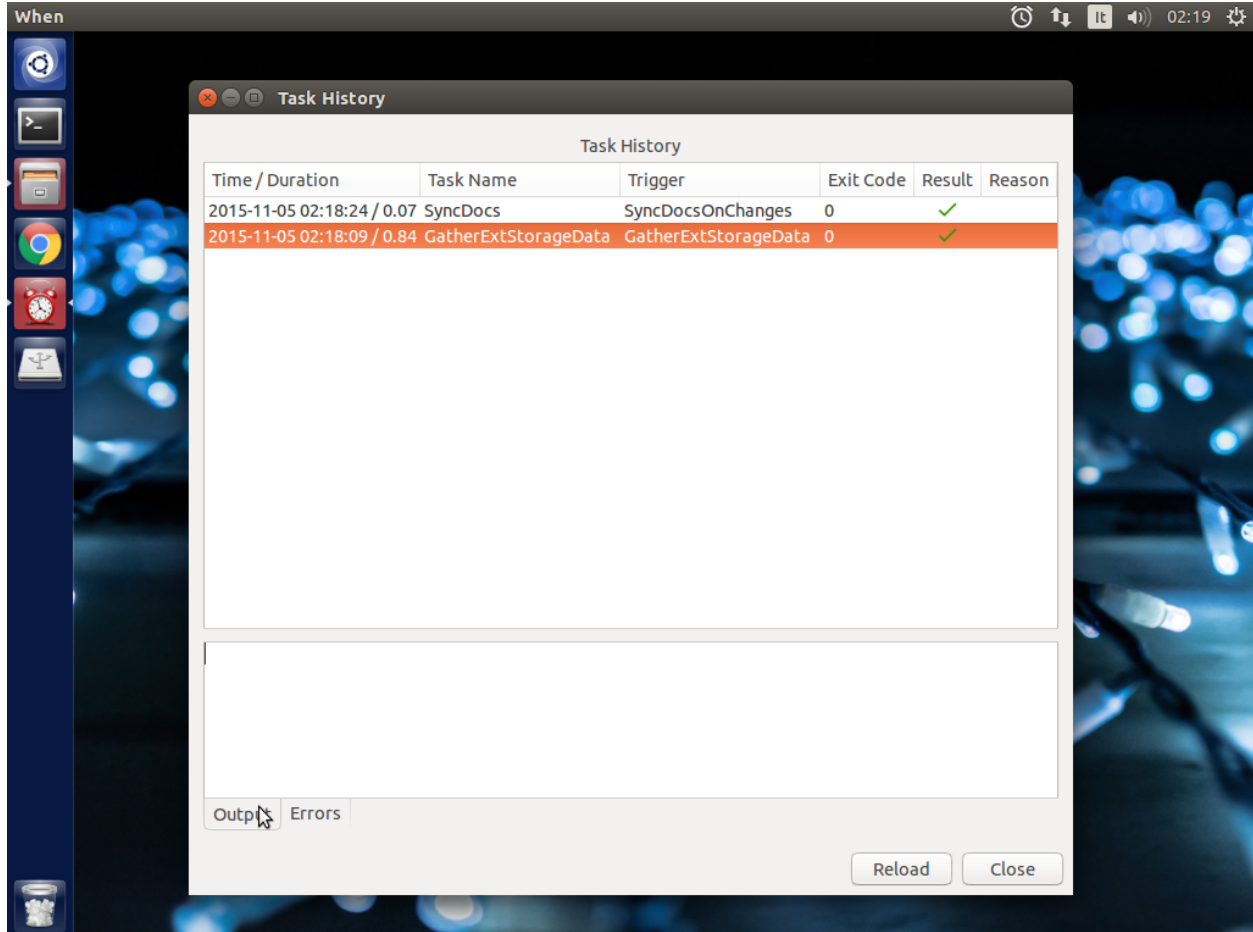 When
It
02:19
Task History
Task History
Time / Duration Task Name Trigger Exit Code Result Reason
2015-11-05 02:18:24 / 0.07 SyncDocs SyncDocsOnChanges 0
2015-11-05 02:18:09 / 0.84 GatherExtStorageData GatherExtStorageData 0
Output Errors
Reload Close